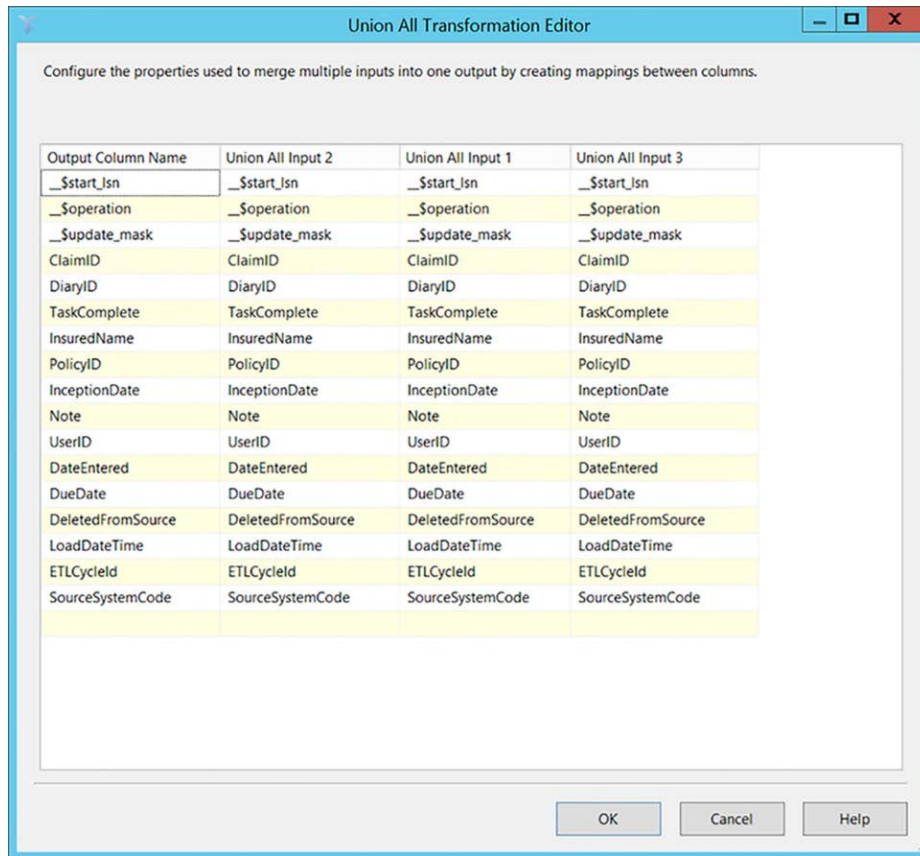 Union All Transformation Editor
Configure the properties used to merge multiple inputs into one output by creating mappings between columns.
Output Column Name Union All Input 2 Union All Input 1 Union All Input 3
__$start_lsn __$start_lsn __$start_lsn __$start_lsn
__$operation __$operation __$operation __$operation
__$update_mask __$update_mask __$update_mask __$update_mask
ClaimID ClaimID ClaimID ClaimID
DiaryID DiaryID DiaryID DiaryID
TaskComplete TaskComplete TaskComplete TaskComplete
InsuredName InsuredName InsuredName InsuredName
PolicyID PolicyID PolicyID PolicyID
InceptionDate InceptionDate InceptionDate InceptionDate
Note Note Note Note
UserID UserID UserID UserID
DateEntered DateEntered DateEntered DateEntered
DueDate DueDate DueDate DueDate
DeletedFromSource DeletedFromSource DeletedFromSource DeletedFromSource
LoadDateTime LoadDateTime LoadDateTime LoadDateTime
ETLCycleId ETLCycleId ETLCycleId ETLCycleId
SourceSystemCode SourceSystemCode SourceSystemCode SourceSystemCode
OK Cancel Help